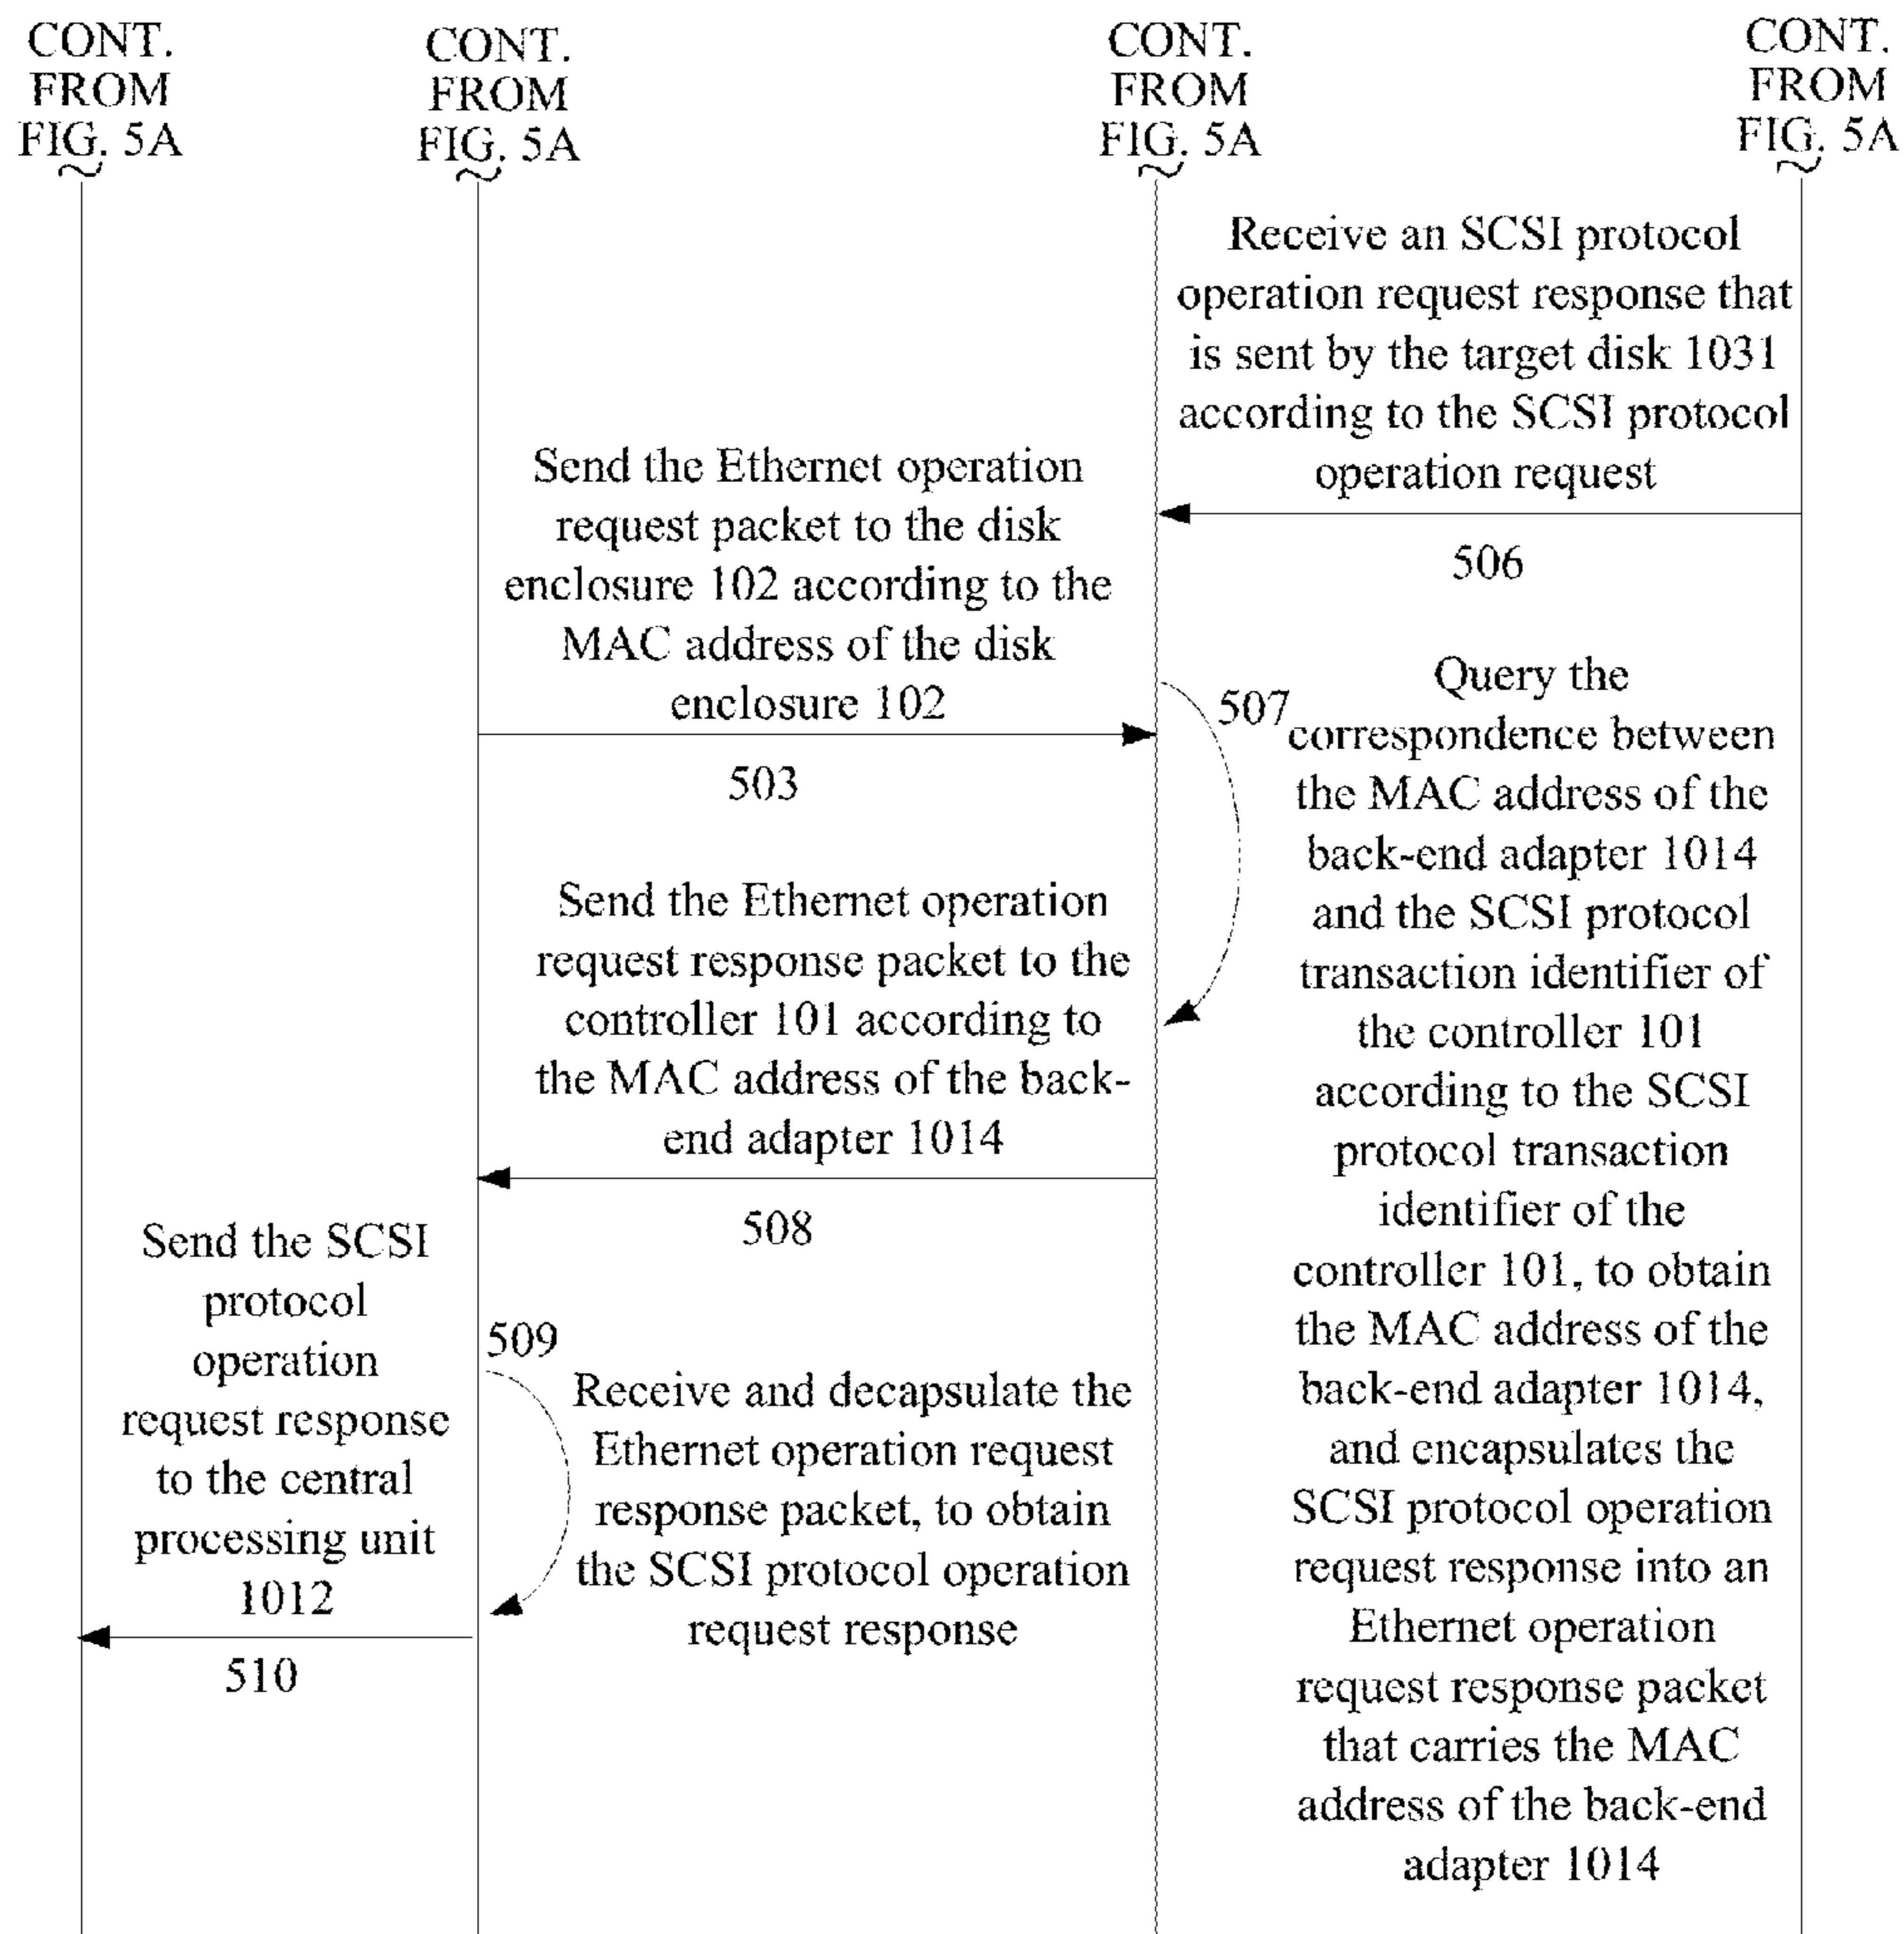 CONT.
FROM
FIG. 5A
CONT.
FROM
FIG. 5A
CONT.
FROM
FIG. 5A
CONT.
FROM
FIG. 5A
Receive an SCSI protocol
operation request response that
is sent by the target disk 1031
according to the SCSI protocol
operation request
506
Send the Ethernet operation
request packet to the disk
enclosure 102 according to the
MAC address of the disk
enclosure 102
503
507
Query the
correspondence between
the MAC address of the
back-end adapter 1014
and the SCSI protocol
transaction identifier of
the controller 101
according to the SCSI
protocol transaction
identifier of the
controller 101, to obtain
the MAC address of the
back-end adapter 1014,
and encapsulates the
SCSI protocol operation
request response into an
Ethernet operation
request response packet
that carries the MAC
address of the back-end
adapter 1014
Send the Ethernet operation
request response packet to the
controller 101 according to
the MAC address of the back-
end adapter 1014
508
509
Receive and decapsulate the
Ethernet operation request
response packet, to obtain
the SCSI protocol operation
request response
Send the SCSI
protocol
operation
request response
to the central
processing unit
1012
510